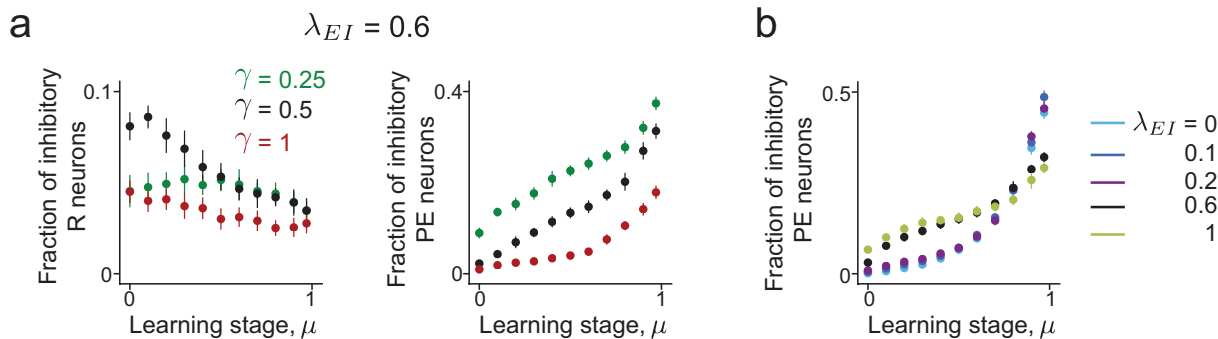 a
λ_EI = 0.6
Fraction of inhibitory
R neurons
0.1
0
γ = 0.25
γ = 0.5
γ = 1
0
1
Learning stage, μ
Fraction of inhibitory
PE neurons
0.4
0
0
1
Learning stage, μ
b
Fraction of inhibitory
PE neurons
0.5
0
0
1
Learning stage, μ
λ_EI = 0
0.1
0.2
0.6
1